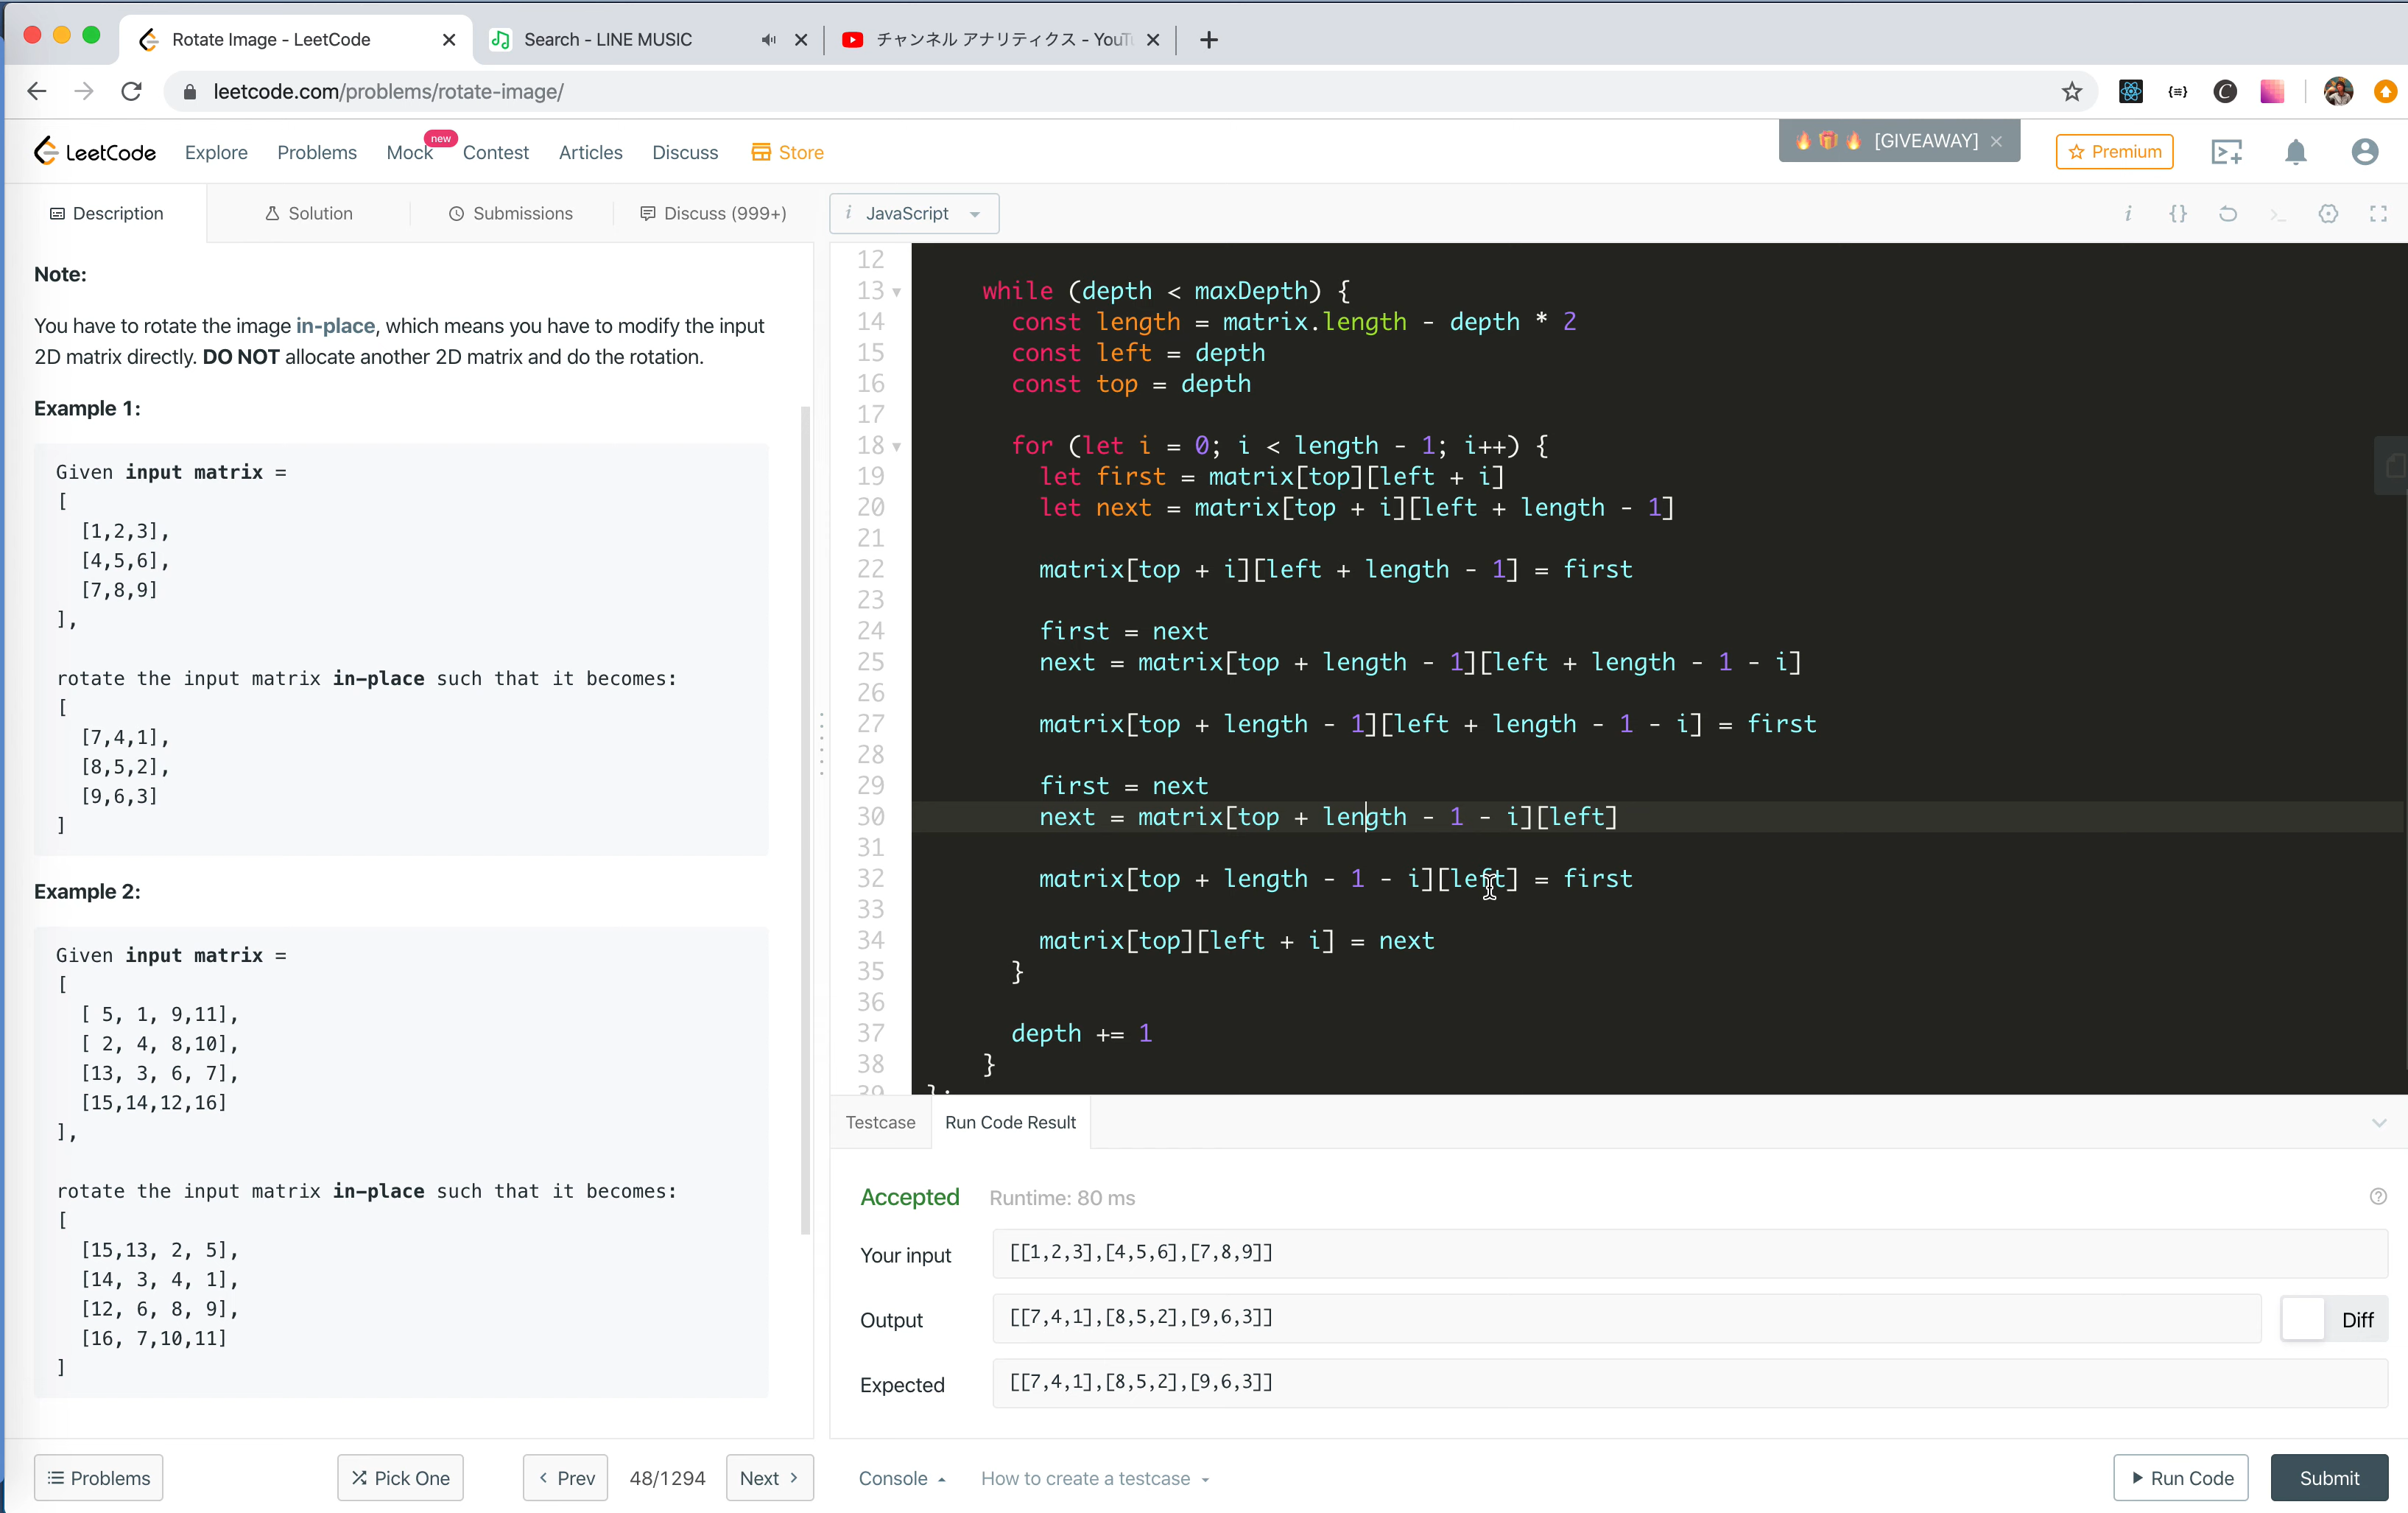 Rotate Image - LeetCode
Search - LINE MUSIC
チャンネル アナリティクス - YouT
leetcode.com/problems/rotate-image/
LeetCode
Explore
Problems
Mock
new
Contest
Articles
Discuss
Store
[GIVEAWAY]
Premium
Description
Solution
Submissions
Discuss (999+)
i JavaScript
Note:
You have to rotate the image in-place, which means you have to modify the input
2D matrix directly. DO NOT allocate another 2D matrix and do the rotation.
Example 1:
Given input matrix =
[
[1,2,3],
[4,5,6],
[7,8,9]
],
rotate the input matrix in-place such that it becomes:
[
[7,4,1],
[8,5,2],
[9,6,3]
]
Example 2:
Given input matrix =
[
[ 5, 1, 9,11],
[ 2, 4, 8,10],
[13, 3, 6, 7],
[15,14,12,16]
],
rotate the input matrix in-place such that it becomes:
[
[15,13, 2, 5],
[14, 3, 4, 1],
[12, 6, 8, 9],
[16, 7,10,11]
]
12
13 while (depth < maxDepth) {
14 const length = matrix.length - depth * 2
15 const left = depth
16 const top = depth
17
18 for (let i = 0; i < length - 1; i++) {
19 let first = matrix[top][left + i]
20 let next = matrix[top + i][left + length - 1]
21
22 matrix[top + i][left + length - 1] = first
23
24 first = next
25 next = matrix[top + length - 1][left + length - 1 - i]
26
27 matrix[top + length - 1][left + length - 1 - i] = first
28
29 first = next
30 next = matrix[top + length - 1 - i][left]
31
32 matrix[top + length - 1 - i][left] = first
33
34 matrix[top][left + i] = next
35 }
36
37 depth += 1
38 }
39 };
Testcase
Run Code Result
Accepted
Runtime: 80 ms
Your input
[[1,2,3],[4,5,6],[7,8,9]]
Output
[[7,4,1],[8,5,2],[9,6,3]]
Diff
Expected
[[7,4,1],[8,5,2],[9,6,3]]
Problems
Pick One
Prev
48/1294
Next
Console
How to create a testcase
Run Code
Submit